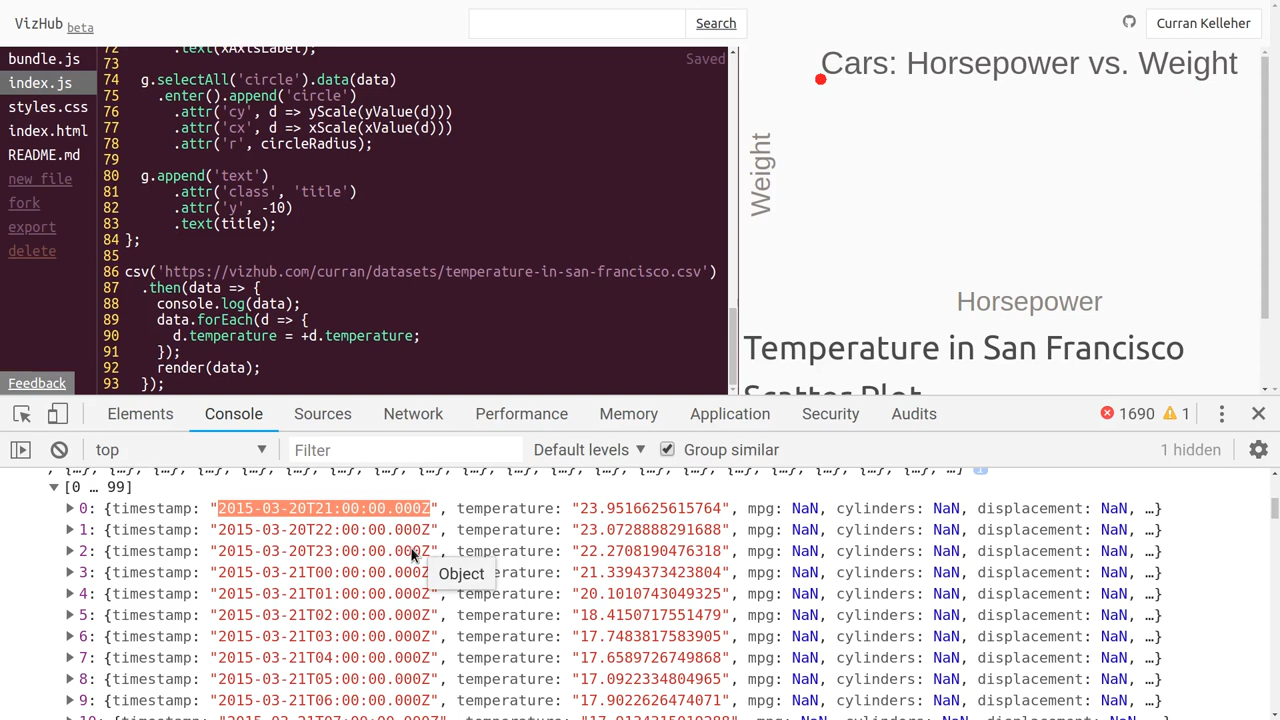 VizHub beta
Search
Curran Kelleher
bundle.js
index.js
styles.css
index.html
README.md
new file
fork
export
delete
Feedback
Saved
72 .text(xAxisLabel);
73
74 g.selectAll('circle').data(data)
75 .enter().append('circle')
76 .attr('cy', d => yScale(yValue(d)))
77 .attr('cx', d => xScale(xValue(d)))
78 .attr('r', circleRadius);
79
80 g.append('text')
81 .attr('class', 'title')
82 .attr('y', -10)
83 .text(title);
84 };
85
86 csv('https://vizhub.com/curran/datasets/temperature-in-san-francisco.csv')
87 .then(data => {
88 console.log(data);
89 data.forEach(d => {
90 d.temperature = +d.temperature;
91 });
92 render(data);
93 });
Cars: Horsepower vs. Weight
Weight
Horsepower
Temperature in San Francisco
Scatter Plot
Elements Console Sources Network Performance Memory Application Security Audits 1690 1
top Filter Default levels Group similar 1 hidden
, {…}, {…}, {…}, {…}, {…}, {…}, {…}, {…}, {…}, {…}, {…}, {…}, {…}, {…}, {…}, {…}, {…}, {…}, {…}, …]
[0 … 99]
0: {timestamp: "2015-03-20T21:00:00.000Z", temperature: "23.9516625615764", mpg: NaN, cylinders: NaN, displacement: NaN, …}
1: {timestamp: "2015-03-20T22:00:00.000Z", temperature: "23.0728888291688", mpg: NaN, cylinders: NaN, displacement: NaN, …}
2: {timestamp: "2015-03-20T23:00:00.000Z", temperature: "22.2708190476318", mpg: NaN, cylinders: NaN, displacement: NaN, …}
Object
3: {timestamp: "2015-03-21T00:00:00.000Z erature: "21.3394373423804", mpg: NaN, cylinders: NaN, displacement: NaN, …}
4: {timestamp: "2015-03-21T01:00:00.000Z", temperature: "20.1010743049325", mpg: NaN, cylinders: NaN, displacement: NaN, …}
5: {timestamp: "2015-03-21T02:00:00.000Z", temperature: "18.4150717551479", mpg: NaN, cylinders: NaN, displacement: NaN, …}
6: {timestamp: "2015-03-21T03:00:00.000Z", temperature: "17.7483817583905", mpg: NaN, cylinders: NaN, displacement: NaN, …}
7: {timestamp: "2015-03-21T04:00:00.000Z", temperature: "17.6589726749868", mpg: NaN, cylinders: NaN, displacement: NaN, …}
8: {timestamp: "2015-03-21T05:00:00.000Z", temperature: "17.0922334804965", mpg: NaN, cylinders: NaN, displacement: NaN, …}
9: {timestamp: "2015-03-21T06:00:00.000Z", temperature: "17.9022626474071", mpg: NaN, cylinders: NaN, displacement: NaN, …}